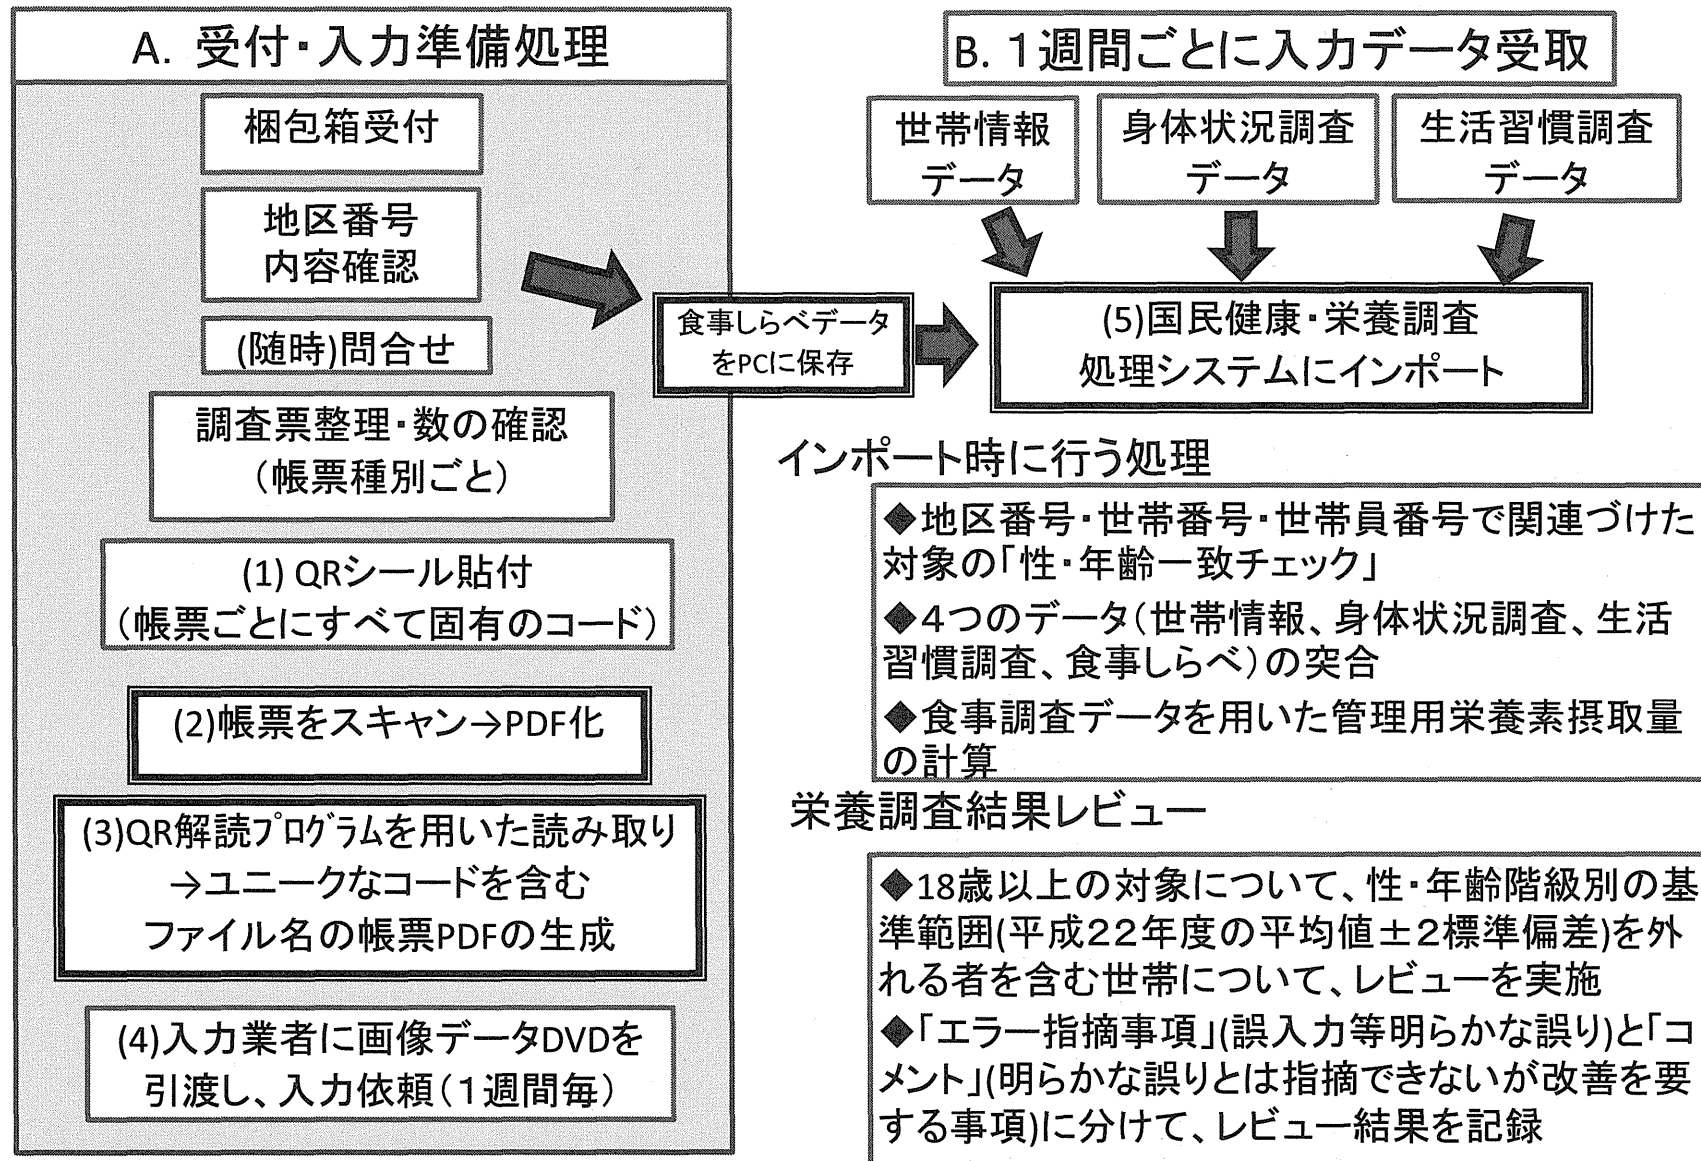 A. 受付・入力準備処理
梱包箱受付
地区番号
内容確認
(随時)問合せ
調査票整理・数の確認
（帳票種別ごと）
(1) QRシール貼付
（帳票ごとにすべて固有のコード）
(2)帳票をスキャン→PDF化
(3)QR解読プログラムを用いた読み取り
→ユニークなコードを含む
ファイル名の帳票PDFの生成
(4)入力業者に画像データDVDを
引渡し、入力依頼（１週間毎）
食事しらべデータ
をPCに保存
B. １週間ごとに入力データ受取
世帯情報
データ
身体状況調査
データ
生活習慣調査
データ
(5)国民健康・栄養調査
処理システムにインポート
インポート時に行う処理
◆地区番号・世帯番号・世帯員番号で関連づけた
対象の「性・年齢一致チェック」
◆４つのデータ（世帯情報、身体状況調査、生活
習慣調査、食事しらべ）の突合
◆食事調査データを用いた管理用栄養素摂取量
の計算
栄養調査結果レビュー
◆18歳以上の対象について、性・年齢階級別の基
準範囲(平成２２年度の平均値±２標準偏差)を外
れる者を含む世帯について、レビューを実施
◆「エラー指摘事項」(誤入力等明らかな誤り)と「コ
メント」(明らかな誤りとは指摘できないが改善を要
する事項)に分けて、レビュー結果を記録